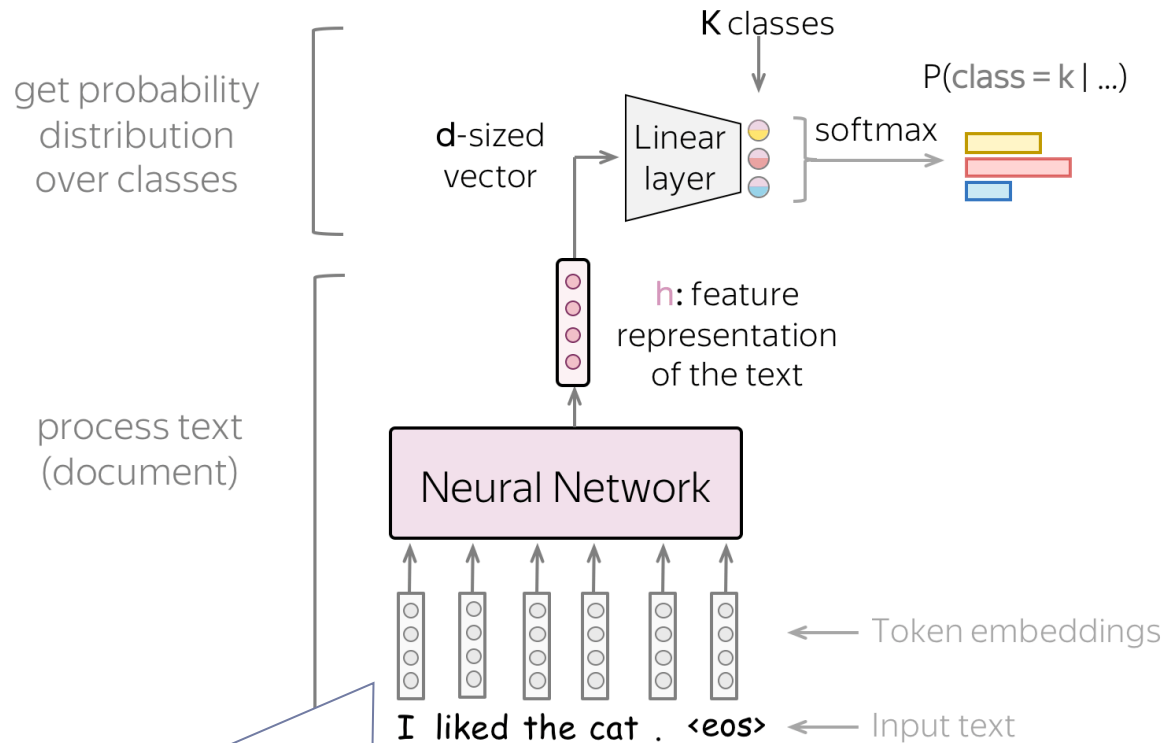 K classes
get probability
distribution
over classes
d-sized
vector
Linear
layer
softmax
P(class = k | ...)
h: feature
representation
of the text
process text
(document)
Neural Network
Token embeddings
I liked the cat . <eos>
Input text